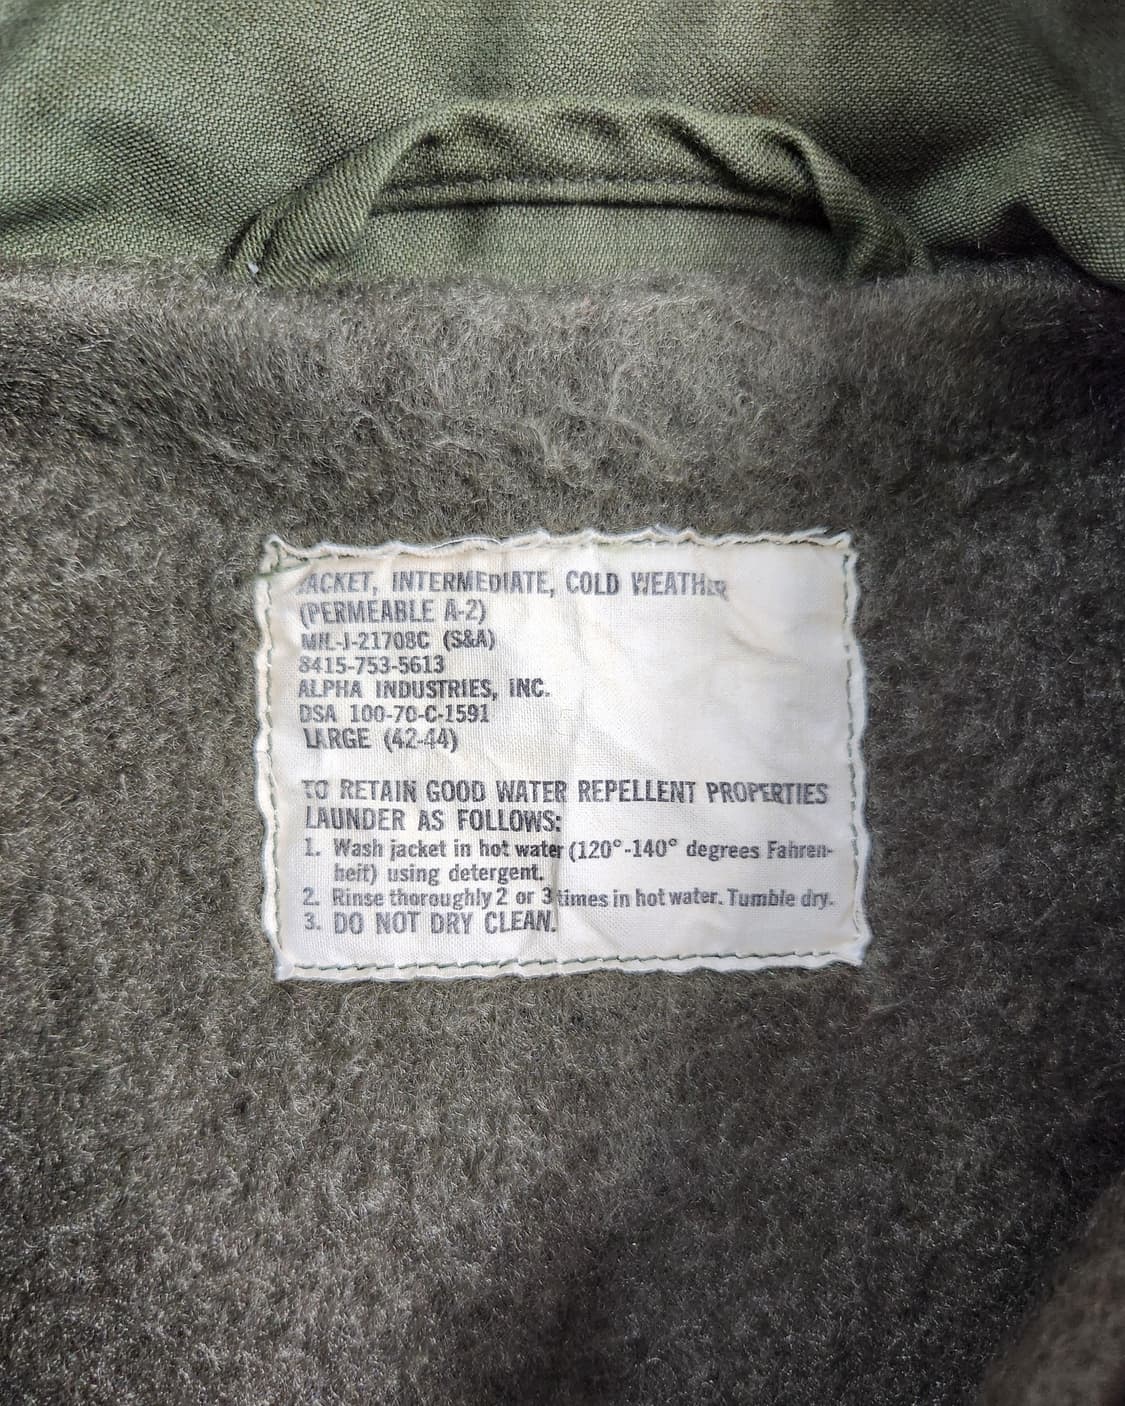 JACKET, INTERMEDIATE, COLD WEATHER
(PERMEABLE A-2)
MIL-J-21708C (S&A)
8415-753-5613
ALPHA INDUSTRIES, INC.
DSA 100-70-C-1591
LARGE (42-44)
TO RETAIN GOOD WATER REPELLENT PROPERTIES
LAUNDER AS FOLLOWS:
1. Wash jacket in hot water (120°-140° degrees Fahren-
heit) using detergent.
2. Rinse thoroughly 2 or 3 times in hot water. Tumble dry.
3. DO NOT DRY CLEAN.